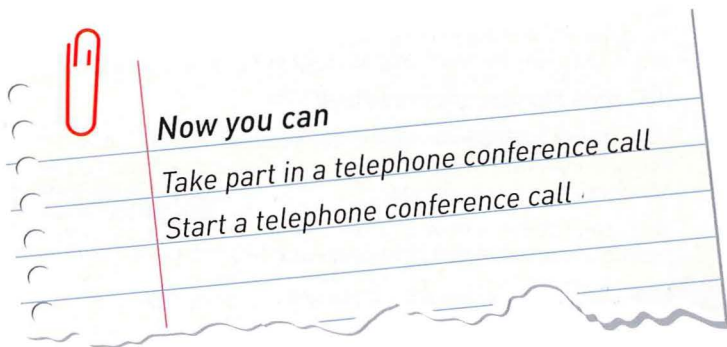 Now you can
Take part in a telephone conference call
Start a telephone conference call